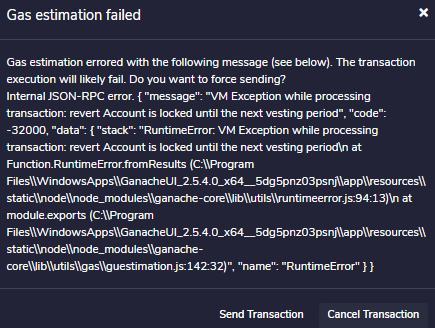 Gas estimation failed
Gas estimation errored with the following message (see below). The transaction
execution will likely fail. Do you want to force sending?
Internal JSON-RPC error. { "message": "VM Exception while processing
transaction: revert Account is locked until the next vesting period", "code":
-32000, "data": { "stack": "RuntimeError: VM Exception while processing
transaction: revert Account is locked until the next vesting period\n at
Function.RuntimeError.fromResults (C:\\Program
Files\\WindowsApps\\GanacheUI_2.5.4.0_x64__5dg5pnz03psnj\\app\\resources\\
static\\node\\node_modules\\ganache-core\\lib\\utils\\runtimeerror.js:94:13)\n at
module.exports (C:\\Program
Files\\WindowsApps\\GanacheUI_2.5.4.0_x64__5dg5pnz03psnj\\app\\resources\\
static\\node\\node_modules\\ganache-
core\\lib\\utils\\gas\\guestimation.js:142:32)", "name": "RuntimeError" } }
Send Transaction
Cancel Transaction